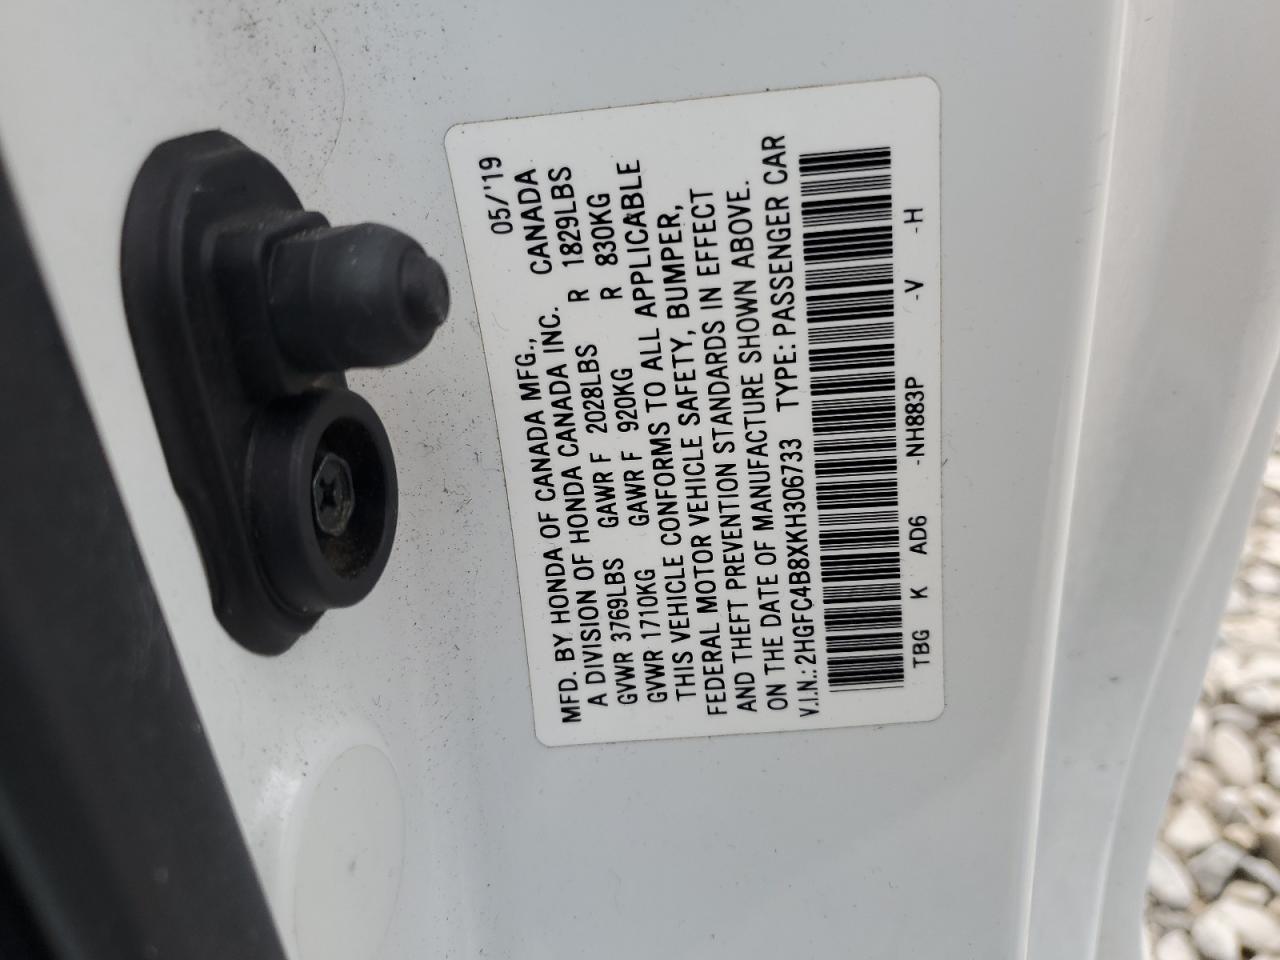 MFD. BY HONDA OF CANADA MFG., 05/'19
A DIVISION OF HONDA CANADA INC. CANADA
GVWR 3769LBS GAWR F 2028LBS R 1829LBS
GVWR 1710KG GAWR F 920KG R 830KG
THIS VEHICLE CONFORMS TO ALL APPLICABLE
FEDERAL MOTOR VEHICLE SAFETY, BUMPER,
AND THEFT PREVENTION STANDARDS IN EFFECT
ON THE DATE OF MANUFACTURE SHOWN ABOVE.
V.I.N.: 2HGFC4B8XKH306733 TYPE: PASSENGER CAR
TBG K AD6 -NH883P -V -H